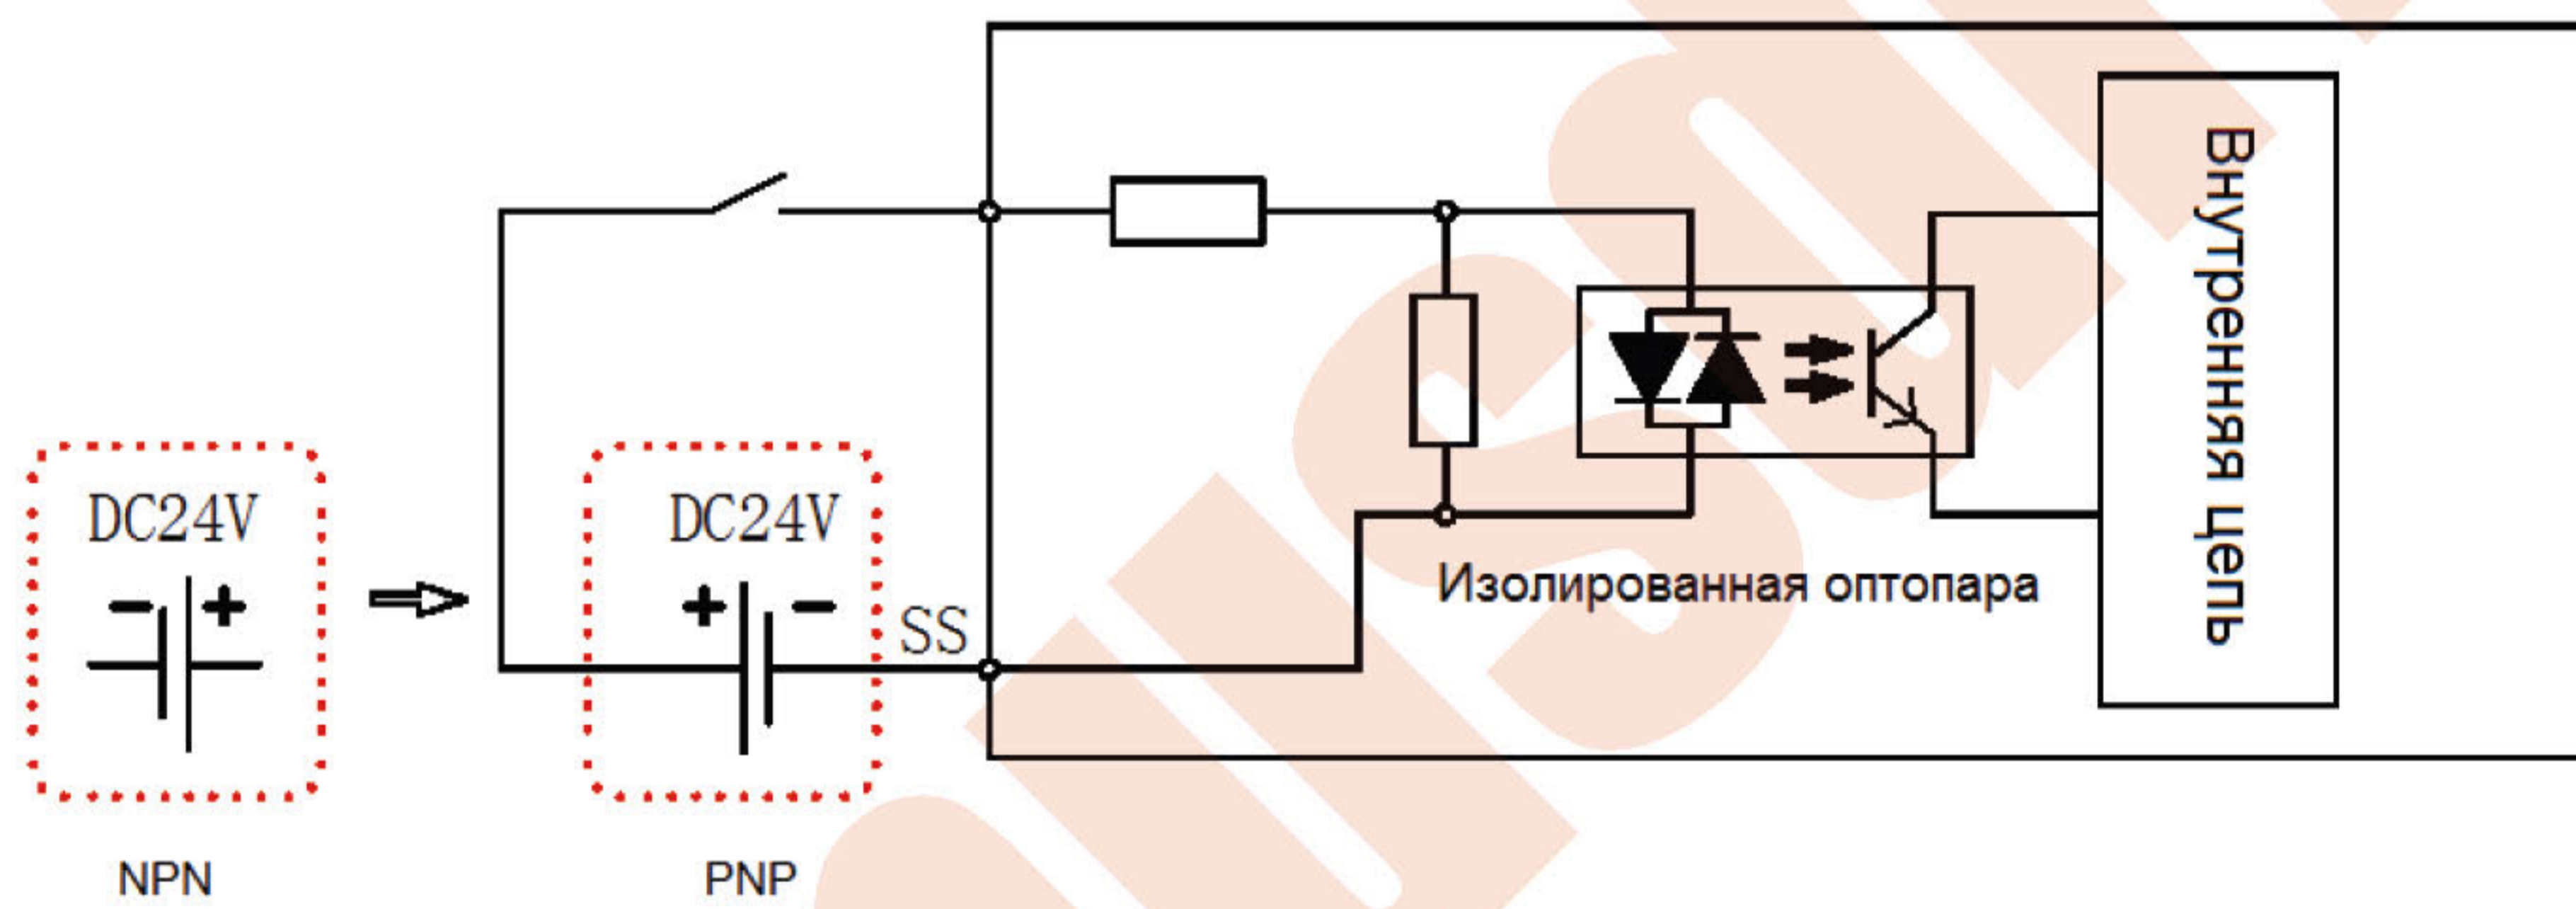 Внутренняя цепь
DC24V
DC24V
- +
+ -
SS
Изолированная оптопара
NPN
PNP